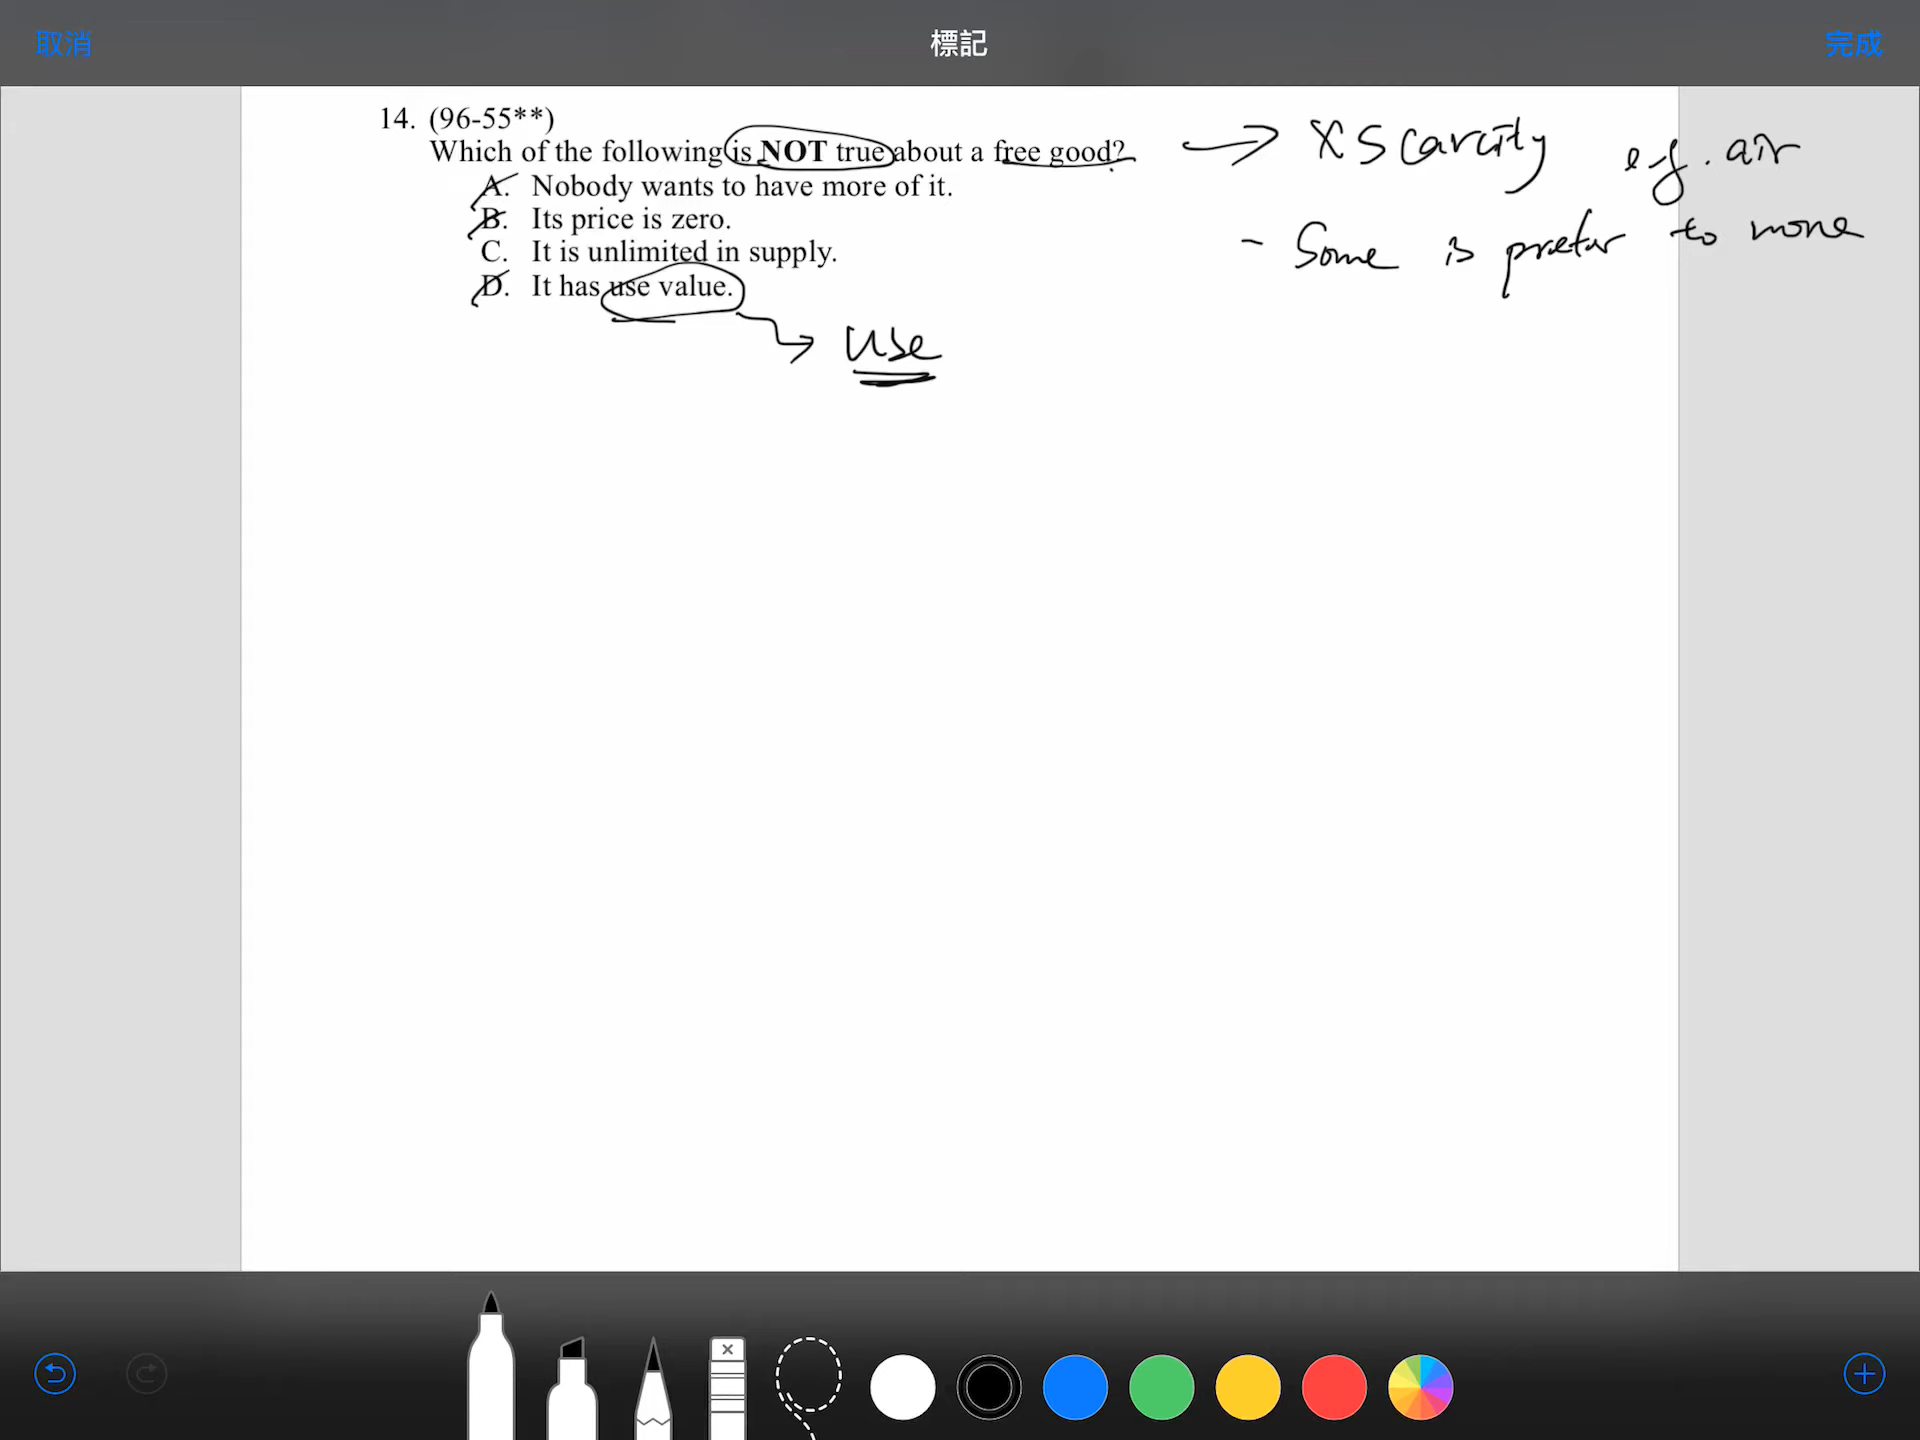 取消 標記 完成
14. (96-55**)
Which of the following is NOT true about a free good? → X Scarcity e.g. air
A. Nobody wants to have more of it.
B. Its price is zero. - Some is prefer to none
C. It is unlimited in supply.
D. It has use value.
→ use